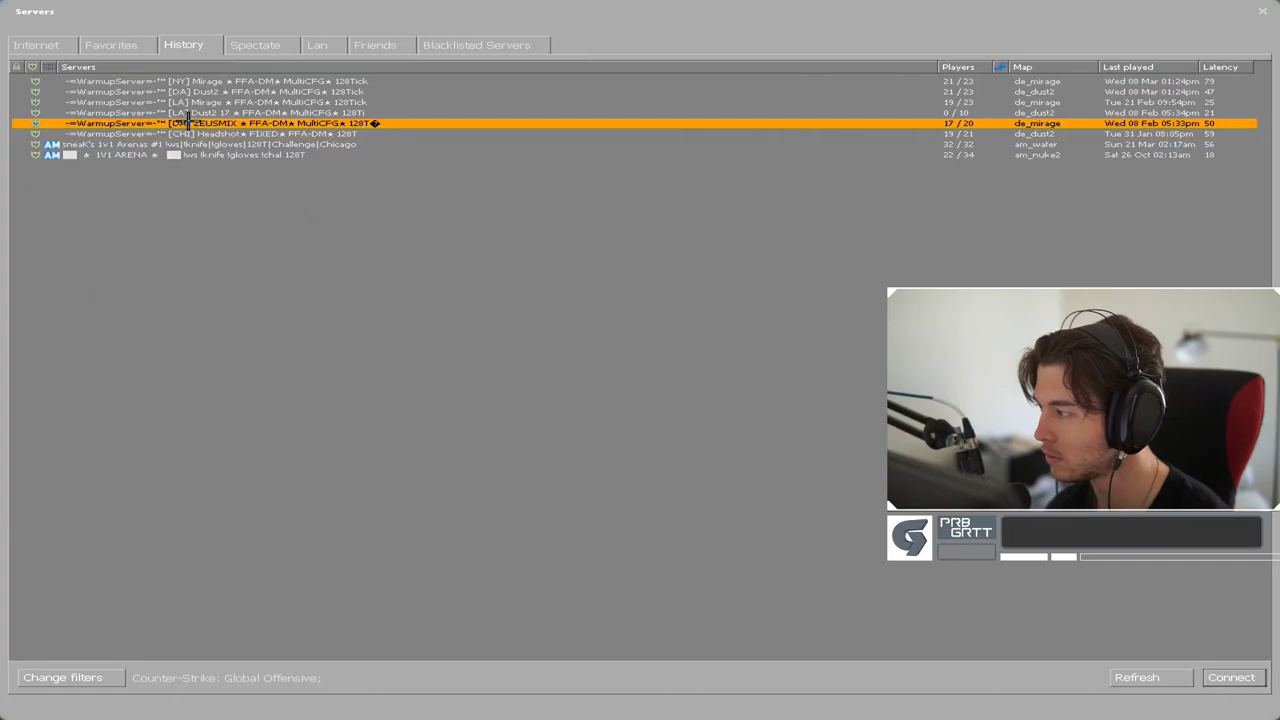 Servers
Internet Favorites History Spectate Lan Friends Blacklisted Servers
Servers Players Map Last played Latency
-=WarmupServer=-™ [NY] Mirage ★ FFA-DM★ MultiCFG★ 128Tick 21 / 23 de_mirage Wed 08 Mar 01:24pm 79
-=WarmupServer=-™ [DA] Dust2 ★ FFA-DM★ MultiCFG★ 128Tick 21 / 23 de_dust2 Wed 08 Mar 01:24pm 47
-=WarmupServer=-™ [LA] Mirage ★ FFA-DM★ MultiCFG★ 128Tick 19 / 23 de_mirage Tue 21 Feb 09:54pm 25
-=WarmupServer=-™ [LA] Dust2 17 ★ FFA-DM★ MultiCFG★ 128Ti 0 / 10 de_dust2 Wed 08 Feb 05:34pm 21
-=WarmupServer=-™ ZEUSMIX ★ FFA-DM★ MultiCFG★ 128T� 17 / 20 de_mirage Wed 08 Feb 05:33pm 50
-=WarmupServer=-™ [CHI] Headshot★ FIXED★ FFA-DM★ 128T 19 / 21 de_dust2 Tue 31 Jan 08:05pm 59
AM sneaK's 1v1 Arenas #1 !ws|!knife|!gloves|128T|Challenge|Chicago 32 / 32 am_water Sun 21 Mar 02:17am 56
AM ★ 1V1 ARENA ★ !ws !knife !gloves !chal 128T 22 / 34 am_nuke2 Sat 26 Oct 02:13am 18
PRB
GRTT
Change filters Counter-Strike: Global Offensive; Refresh Connect